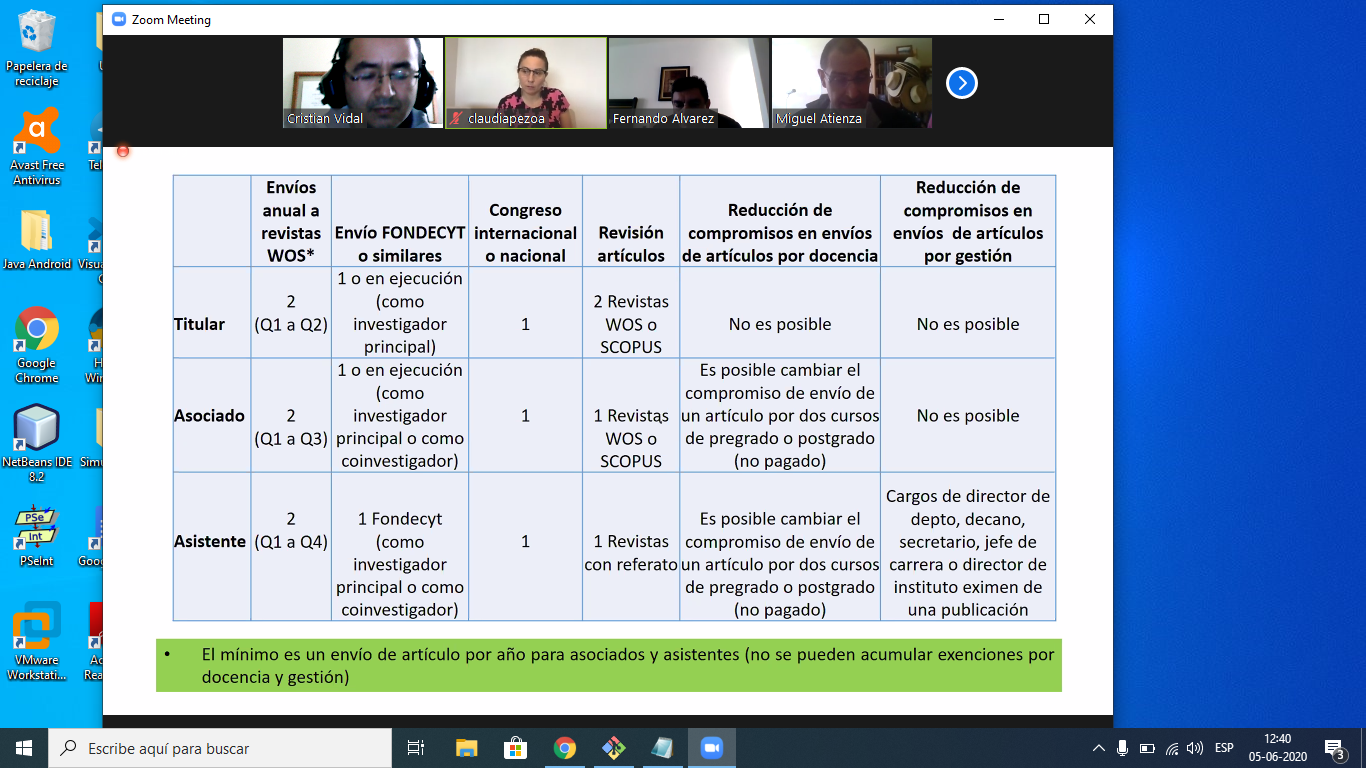 Zoom Meeting
Papelera de
reciclaje
Avast Free
Antivirus
Java Android
Google
Chrome
NetBeans IDE
8.2
PSeInt
VMware
Workstati...
Cristian Vidal
claudiapezoa
Fernando Alvarez
Miguel Atienza
Envíos
anual a
revistas
WOS*
Envío FONDECYT
o similares
Congreso
internacional
o nacional
Revisión
artículos
Reducción de
compromisos en envíos
de artículos por docencia
Reducción de
compromisos en
envíos de artículos
por gestión
Titular
2
(Q1 a Q2)
1 o en ejecución
(como
investigador
principal)
1
2 Revistas
WOS o
SCOPUS
No es posible
No es posible
Asociado
2
(Q1 a Q3)
1 o en ejecución
(como
investigador
principal o como
coinvestigador)
1
1 Revistas
WOS o
SCOPUS
Es posible cambiar el
compromiso de envío de
un artículo por dos cursos
de pregrado o postgrado
(no pagado)
No es posible
Asistente
2
(Q1 a Q4)
1 Fondecyt
(como
investigador
principal o como
coinvestigador)
1
1 Revistas
con referato
Es posible cambiar el
compromiso de envío de
un artículo por dos cursos
de pregrado o postgrado
(no pagado)
Cargos de director de
depto, decano,
secretario, jefe de
carrera o director de
instituto eximen de
una publicación
• El mínimo es un envío de artículo por año para asociados y asistentes (no se pueden acumular exenciones por
docencia y gestión)
Escribe aquí para buscar
ESP
12:40
05-06-2020
3